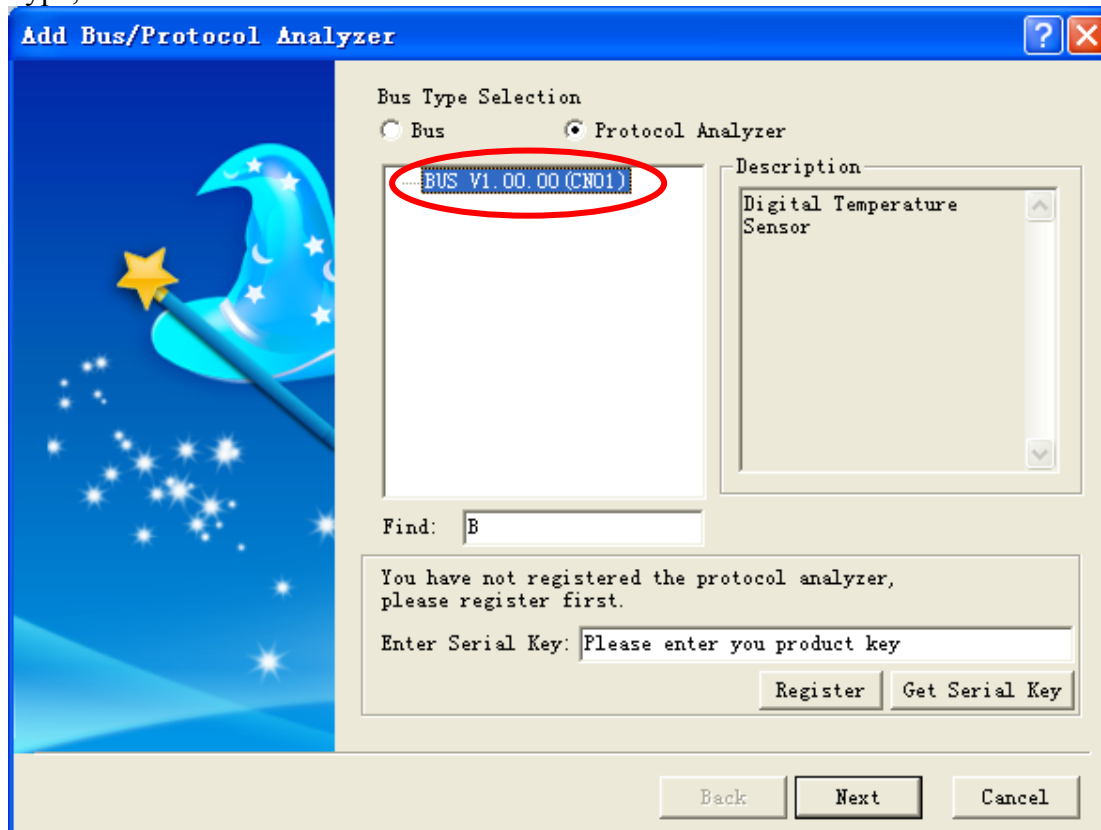 Add Bus/Protocol Analyzer
Bus Type Selection
Bus
Protocol Analyzer
BUS V1.00.00(CN01)
Description
Digital Temperature
Sensor
Find:
B
You have not registered the protocol analyzer,
please register first.
Enter Serial Key:
Please enter you product key
Register
Get Serial Key
Back
Next
Cancel